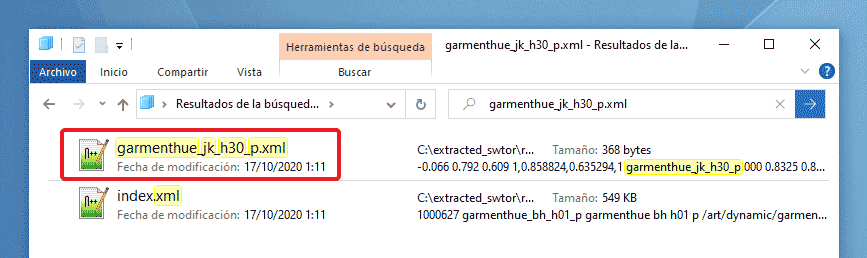 Herramientas de búsqueda
garmenthue_jk_h30_p.xml - Resultados de la...
Archivo Inicio Compartir Vista Buscar
Resultados de la búsqued...
garmenthue_jk_h30_p.xml
garmenthue_jk_h30_p.xml
C:\extracted_swtor\r... Tamaño: 368 bytes
Fecha de modificación: 17/10/2020 1:11
-0.066 0.792 0.609 1,0.858824,0.635294,1 garmenthue_jk_h30_p 000 0.8325 0.8...
index.xml
C:\extracted_swtor\r... Tamaño: 549 KB
Fecha de modificación: 17/10/2020 1:11
1000627 garmenthue_bh_h01_p garmenthue bh h01 p /art/dynamic/garmen...